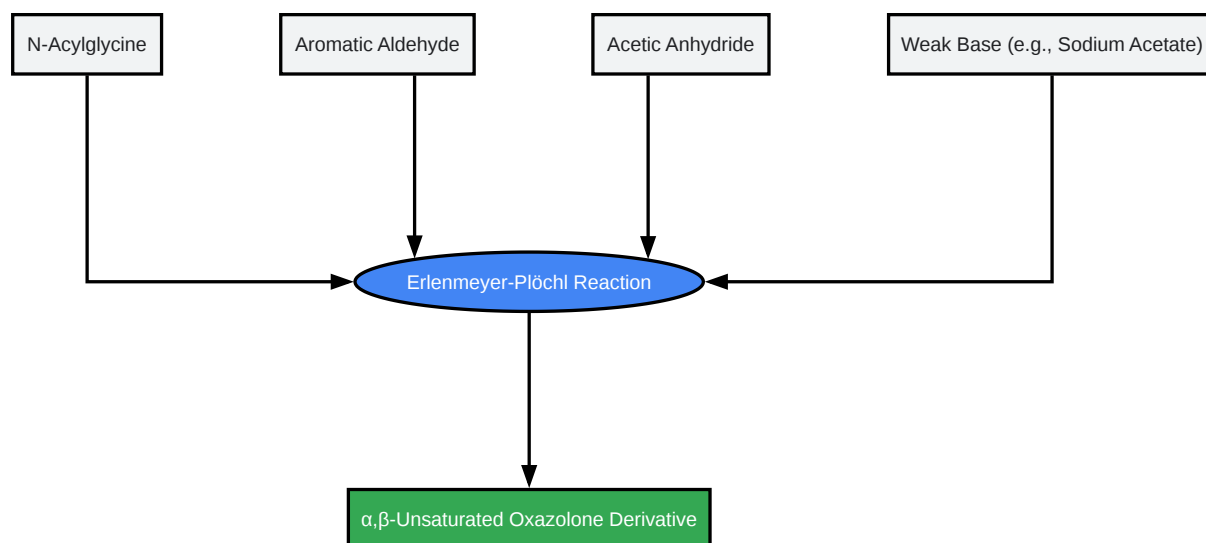 N-Acylglycine
Aromatic Aldehyde
Acetic Anhydride
Weak Base (e.g., Sodium Acetate)
Erlenmeyer-Plöchl Reaction
α,β-Unsaturated Oxazolone Derivative